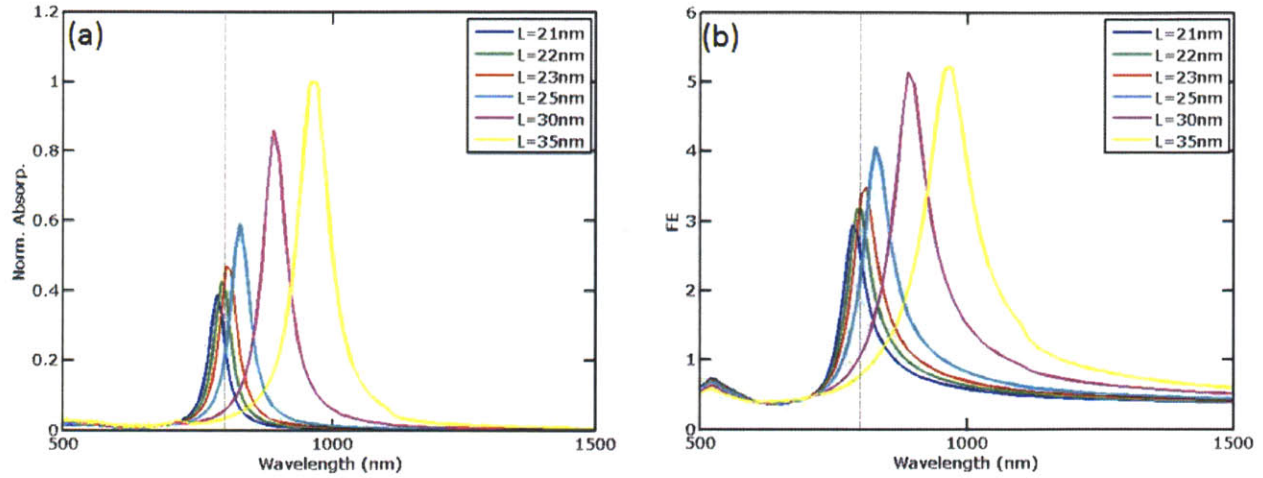 (a)
L=21nm
L=22nm
L=23nm
L=25nm
L=30nm
L=35nm
1.2
1
0.8
0.6
0.4
0.2
0
Norm. Absorp.
500
1000
1500
Wavelength (nm)
(b)
L=21nm
L=22nm
L=23nm
L=25nm
L=30nm
L=35nm
6
5
4
3
2
1
0
FE
500
1000
1500
Wavelength (nm)